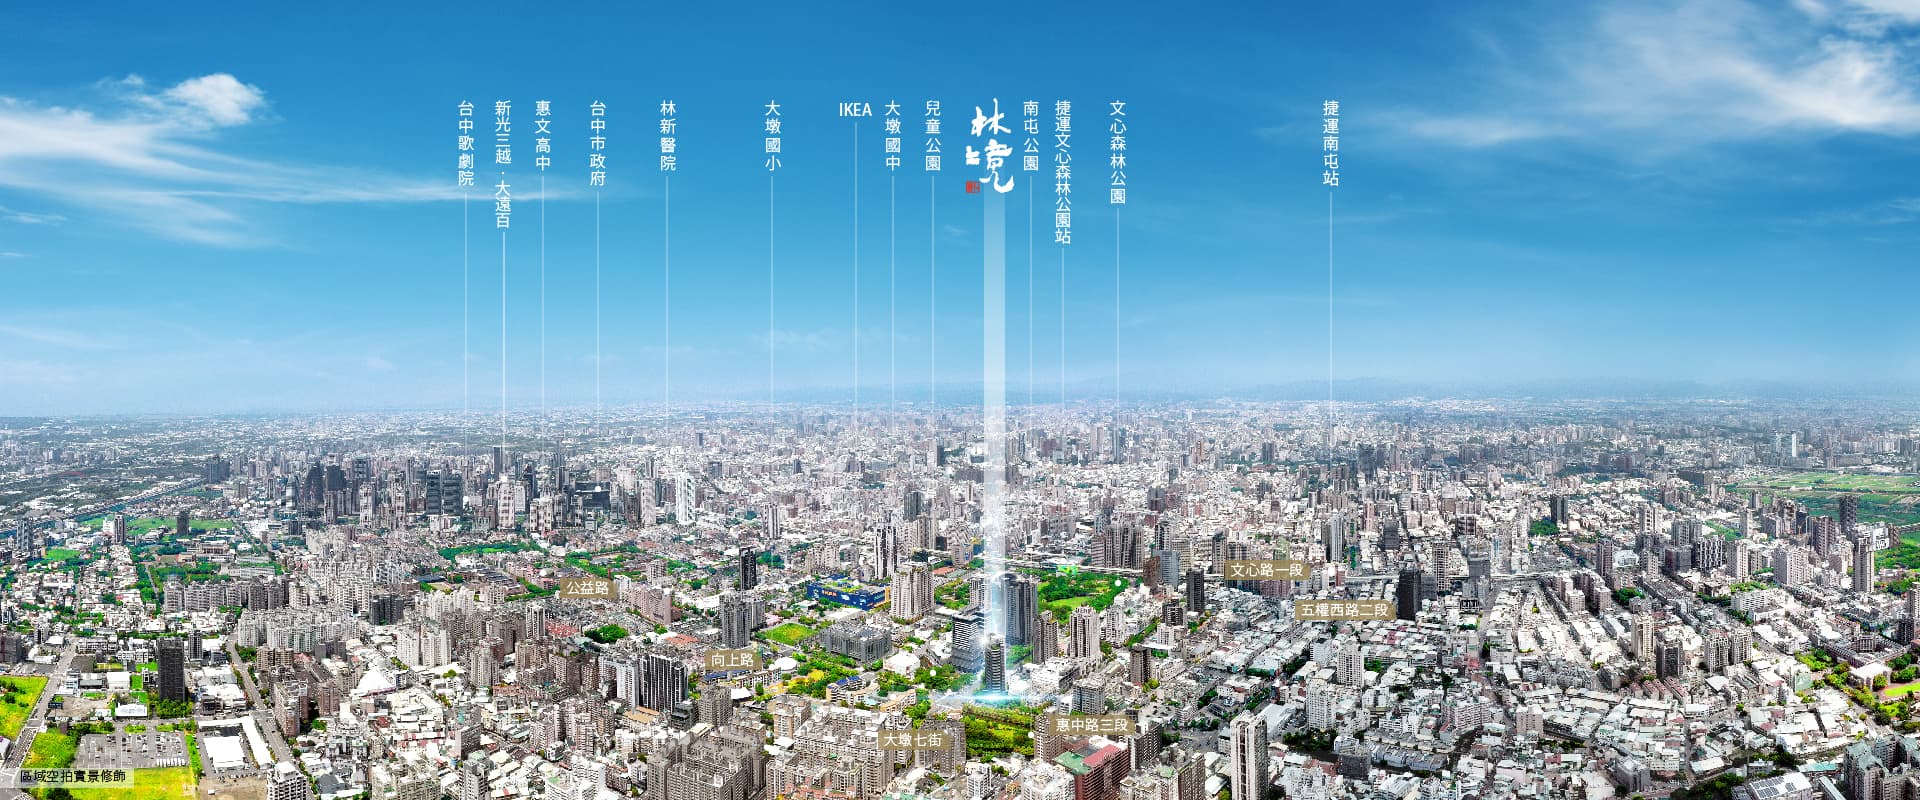 台中歌劇院
新光三越．大遠百
惠文高中
台中市政府
林新醫院
大墩國小
IKEA
大墩國中
兒童公園
林上境
南屯公園
捷運文心森林公園站
文心森林公園
捷運南屯站
文心路一段
公益路
五權西路二段
向上路
惠中路三段
大墩七街
區域空拍實景修飾